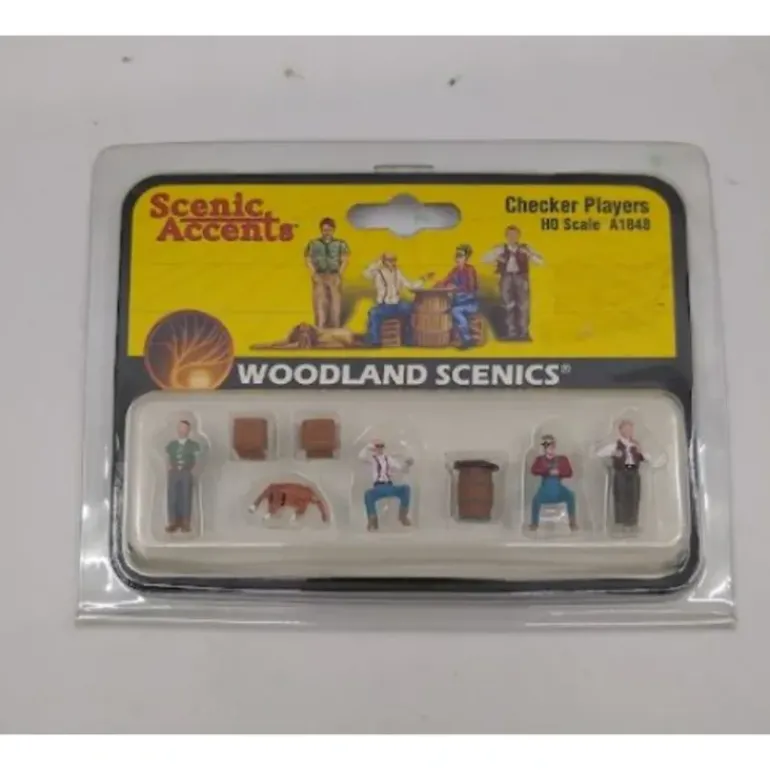 Scenic
Accents
Checker Players
HO Scale A1848
WOODLAND SCENICS®